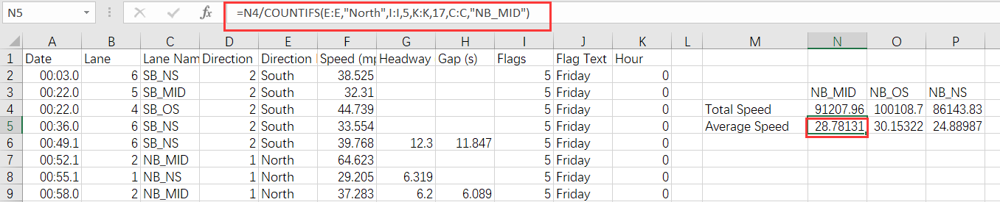 N5 =N4/COUNTIFS(E:E,"North",I:I,5,K:K,17,C:C,"NB_MID")
A B C D E F G H I J K L M N O P
1 Date Lane Lane Nam Direction Direction Speed (mp Headway Gap (s) Flags Flag Text Hour
2 00:03.0 6 SB_NS 2 South 38.525 5 Friday 0
3 00:22.0 5 SB_MID 2 South 32.31 5 Friday 0 NB_MID NB_OS NB_NS
4 00:22.0 4 SB_OS 2 South 44.739 5 Friday 0 Total Speed 91207.96 100108.7 86143.83
5 00:36.0 6 SB_NS 2 South 33.554 5 Friday 0 Average Speed 28.78131 30.15322 24.88987
6 00:49.1 6 SB_NS 2 South 39.768 12.3 11.847 5 Friday 0
7 00:52.1 2 NB_MID 1 North 64.623 5 Friday 0
8 00:55.1 1 NB_NS 1 North 29.205 6.319 5 Friday 0
9 00:58.0 2 NB_MID 1 North 37.283 6.2 6.089 5 Friday 0